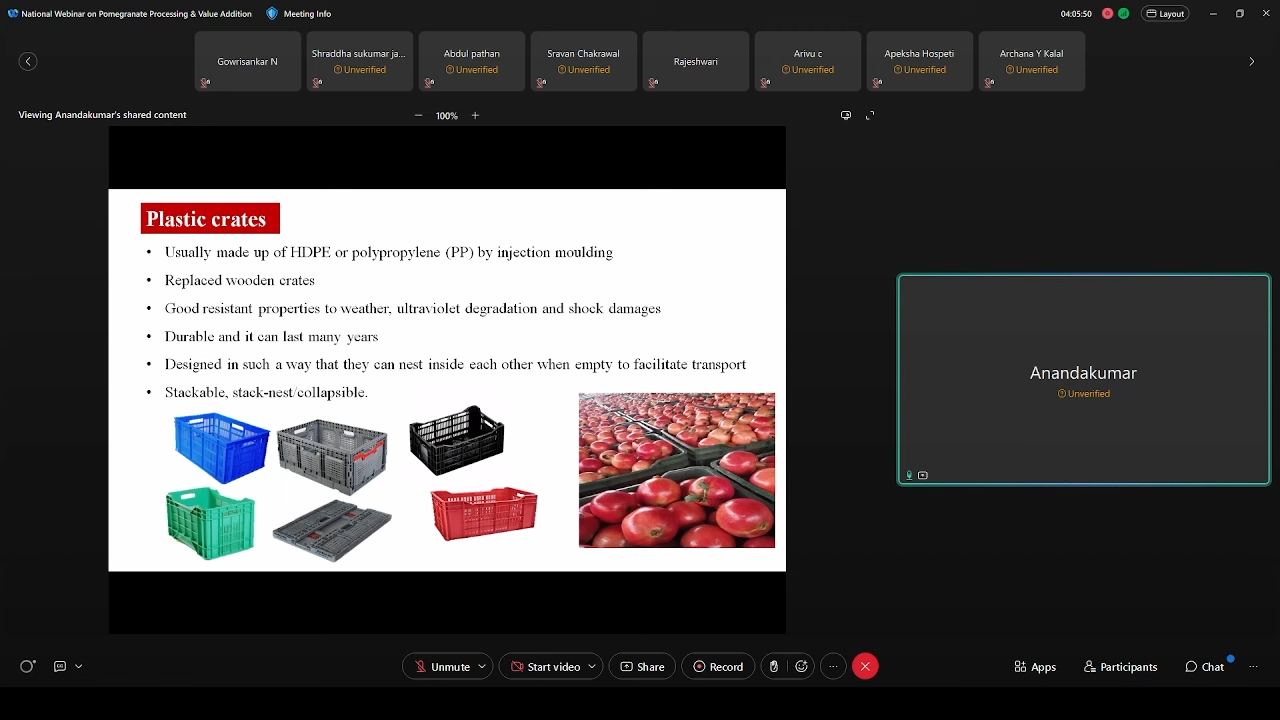 National Webinar on Pomegranate Processing & Value Addition
Meeting Info
04:05:50
Layout
Gowrisankar N
Shraddha sukumar ja...
Unverified
Abdul pathan
Unverified
Sravan Chakrawal
Unverified
Rajeshwari
Arivu c
Unverified
Apeksha Hospeti
Unverified
Archana Y Kalal
Unverified
Viewing Anandakumar's shared content
100%
Plastic crates
• Usually made up of HDPE or polypropylene (PP) by injection moulding
• Replaced wooden crates
• Good resistant properties to weather, ultraviolet degradation and shock damages
• Durable and it can last many years
• Designed in such a way that they can nest inside each other when empty to facilitate transport
• Stackable, stack-nest/collapsible.
Anandakumar
Unverified
Unmute
Start video
Share
Record
Apps
Participants
Chat